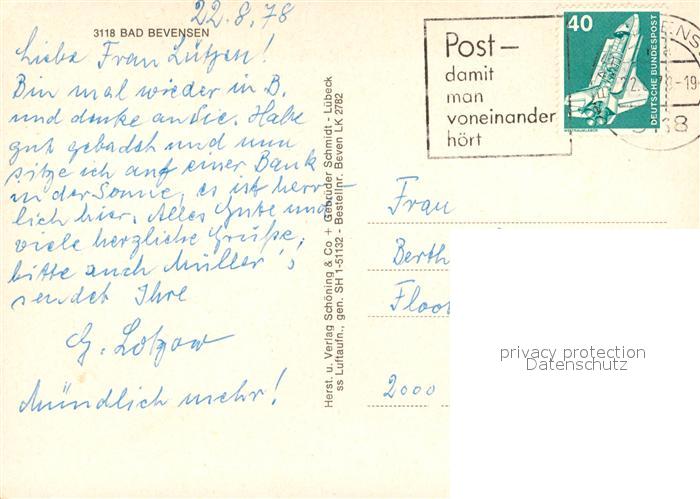 22.8.78
3118 BAD BEVENSEN
Liebe Frau Lützen!
Bin mal wieder in B.
und denke an Sie. Habe
gut gebadet und nun
sitze ich auf einer Bank
in der Sonne, es ist herr-
lich hier. Alles Gute und
viele herzliche Grüße,
bitte auch Müller's
sendet Ihre
G. Lotzow
Mündlich mehr!
Herst. u. Verlag Schöning & Co + Gebrüder Schmidt - Lübeck
ss Luftaufn., gen. SH 1-51132 - Bestellnr. Beven LK 2782
Post-
damit
man
voneinander
hört
40
DEUTSCHE BUNDESPOST
Frau
Berth
Floo
2000
privacy protection
Datenschutz